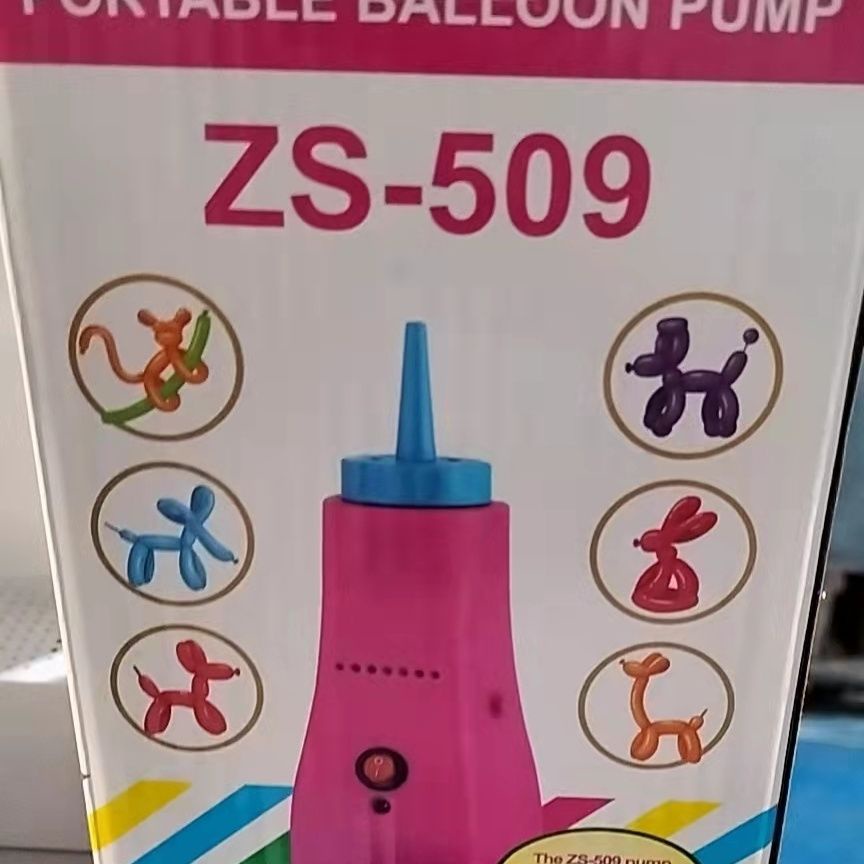 PORTABLE BALLOON PUMP
ZS-509
The ZS-509 pump